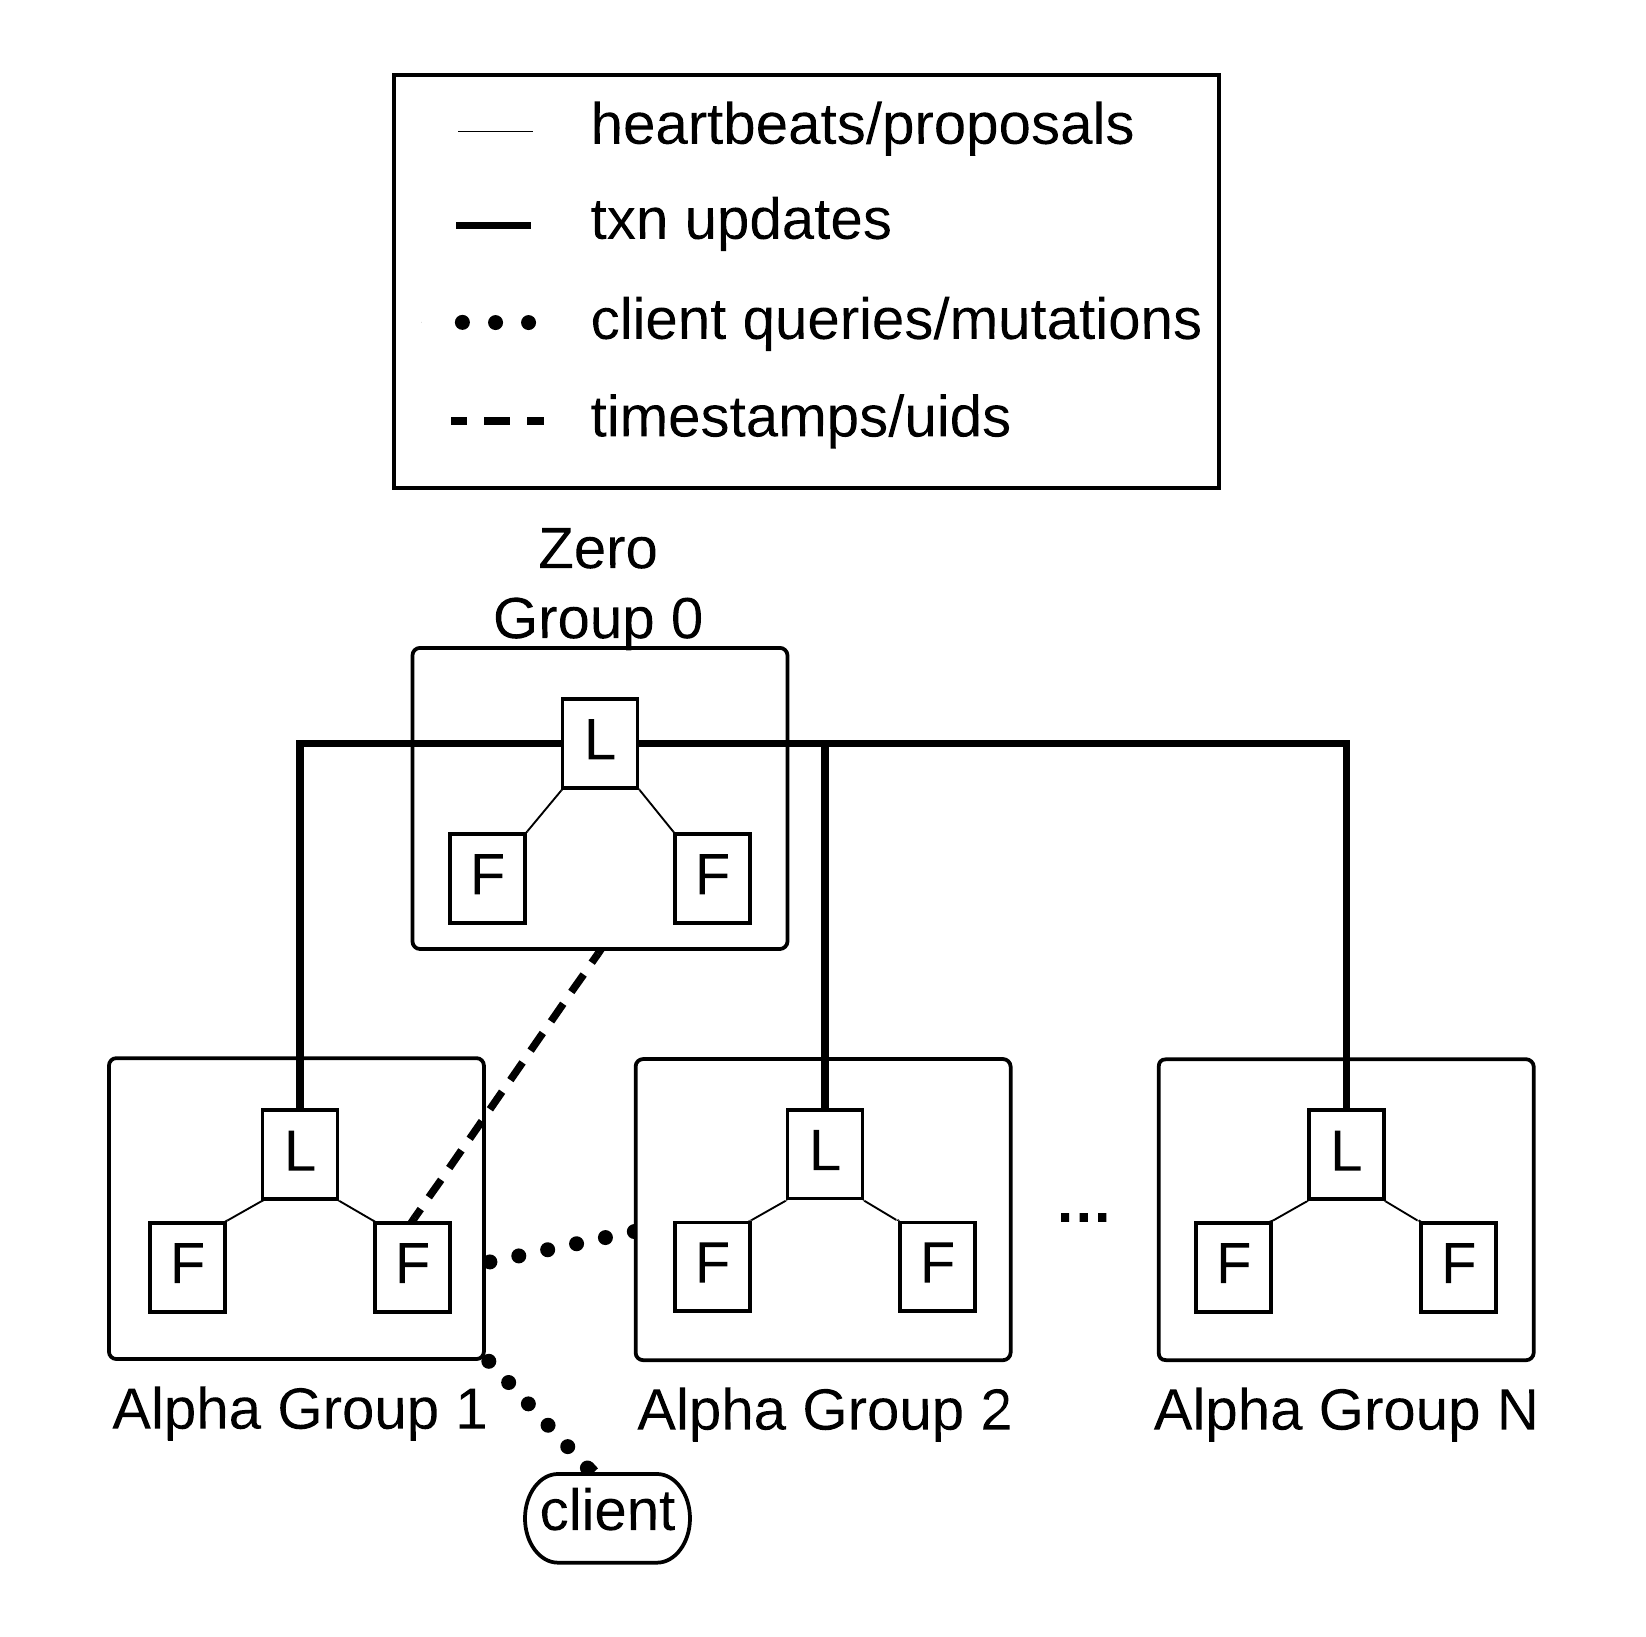 heartbeats/proposals
txn updates
client queries/mutations
timestamps/uids
Zero
Group 0
L
F F
L
F F
L
F F
...
L
F F
Alpha Group 1
Alpha Group 2
Alpha Group N
client